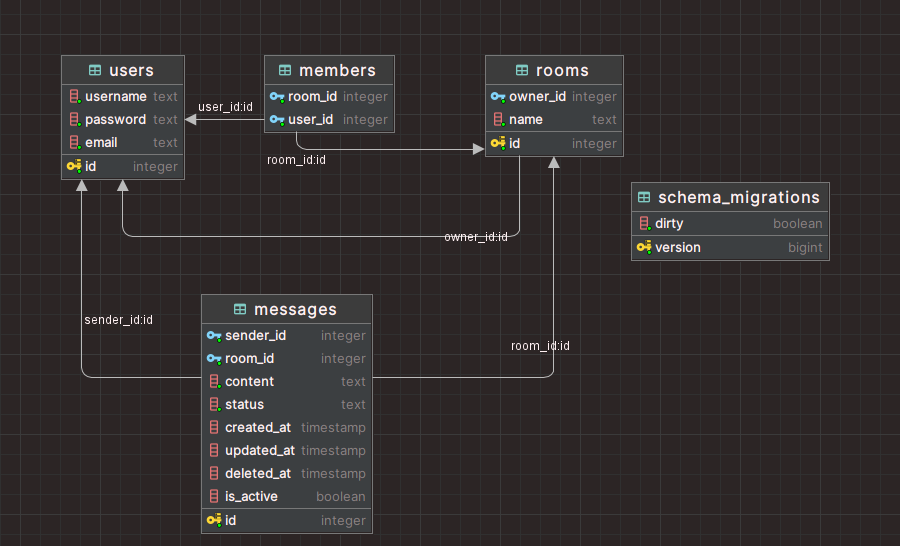 users
username text
password text
email text
id integer
user_id:id
members
room_id integer
user_id integer
room_id:id
rooms
owner_id integer
name text
id integer
schema_migrations
dirty boolean
version bigint
owner_id:id
messages
sender_id integer
room_id integer
content text
status text
created_at timestamp
updated_at timestamp
deleted_at timestamp
is_active boolean
id integer
sender_id:id
room_id:id